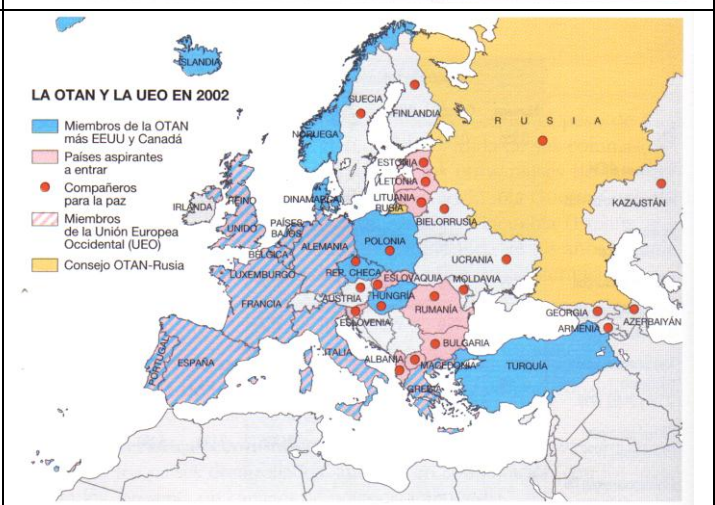 ISLANDIA
LA OTAN Y LA UEO EN 2002
Miembros de la OTAN
más EEUU y Canadá
Países aspirantes
a entrar
Compañeros
para la paz
Miembros
de la Unión Europea
Occidental (UEO)
Consejo OTAN-Rusia
SUECIA
FINLANDIA
NORUEGA
RUSIA
ESTONIA
LETONIA
LITUANIA
RUSIA
BIELORRUSIA
KAZAJSTÁN
DINAMARCA
IRLANDA
REINO
UNIDO
PAÍSES
BAJOS
BÉLGICA
ALEMANIA
POLONIA
UCRANIA
LUXEMBURGO
REP. CHECA
ESLOVAQUIA
MOLDAVIA
FRANCIA
AUSTRIA
HUNGRÍA
RUMANÍA
ESLOVENIA
GEORGIA
ARMENIA
AZERBAIYÁN
PORTUGAL
ESPAÑA
ITALIA
BULGARIA
ALBANIA
MACEDONIA
TURQUÍA
GRECIA